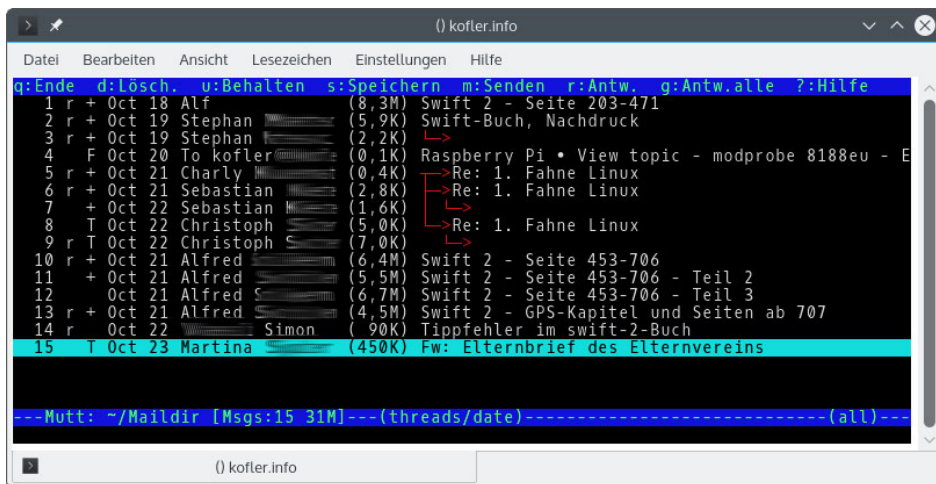 () kofler.info
Datei Bearbeiten Ansicht Lesezeichen Einstellungen Hilfe
q:Ende d:Lösch. u:Behalten s:Speichern m:Senden r:Antw. g:Antw.alle ?:Hilfe
1 r + Oct 18 Alf (8,3M) Swift 2 - Seite 203-471
2 r + Oct 19 Stephan (5,9K) Swift-Buch, Nachdruck
3 r + Oct 19 Stephan (2,2K) └─>
4 F Oct 20 To kofler (0,1K) Raspberry Pi • View topic - modprobe 8188eu - E
5 r + Oct 21 Charly (0,4K) ┬─>Re: 1. Fahne Linux
6 r + Oct 21 Sebastian (2,8K) ├─>Re: 1. Fahne Linux
7 + Oct 22 Sebastian (1,6K) │ └─>
8 T Oct 22 Christoph (5,0K) └─>Re: 1. Fahne Linux
9 r T Oct 22 Christoph S (7,0K) └─>
10 r + Oct 21 Alfred (6,4M) Swift 2 - Seite 453-706
11 + Oct 21 Alfred (5,5M) Swift 2 - Seite 453-706 - Teil 2
12 Oct 21 Alfred S (6,7M) Swift 2 - Seite 453-706 - Teil 3
13 r + Oct 21 Alfred S (4,5M) Swift 2 - GPS-Kapitel und Seiten ab 707
14 r Oct 22 Simon ( 90K) Tippfehler im swift-2-Buch
15 T Oct 23 Martina (450K) Fw: Elternbrief des Elternvereins
---Mutt: ~/Maildir [Msgs:15 31M]---(threads/date)----------------------------(all)---
() kofler.info